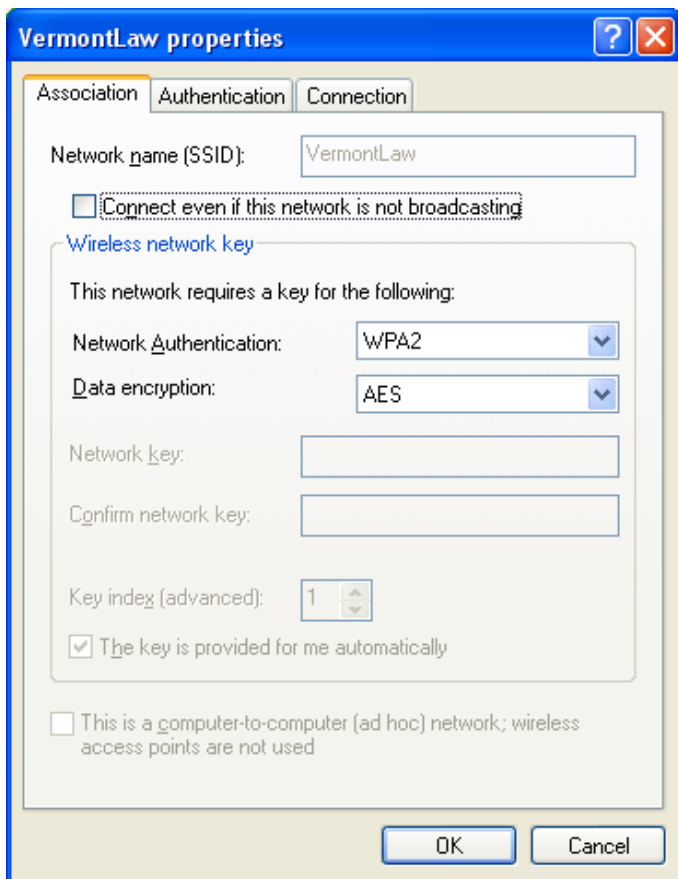 VermontLaw properties
?
Association Authentication Connection
Network name (SSID): VermontLaw
Connect even if this network is not broadcasting
Wireless network key
This network requires a key for the following:
Network Authentication: WPA2
Data encryption: AES
Network key:
Confirm network key:
Key index (advanced): 1
The key is provided for me automatically
This is a computer-to-computer (ad hoc) network; wireless
access points are not used
OK Cancel